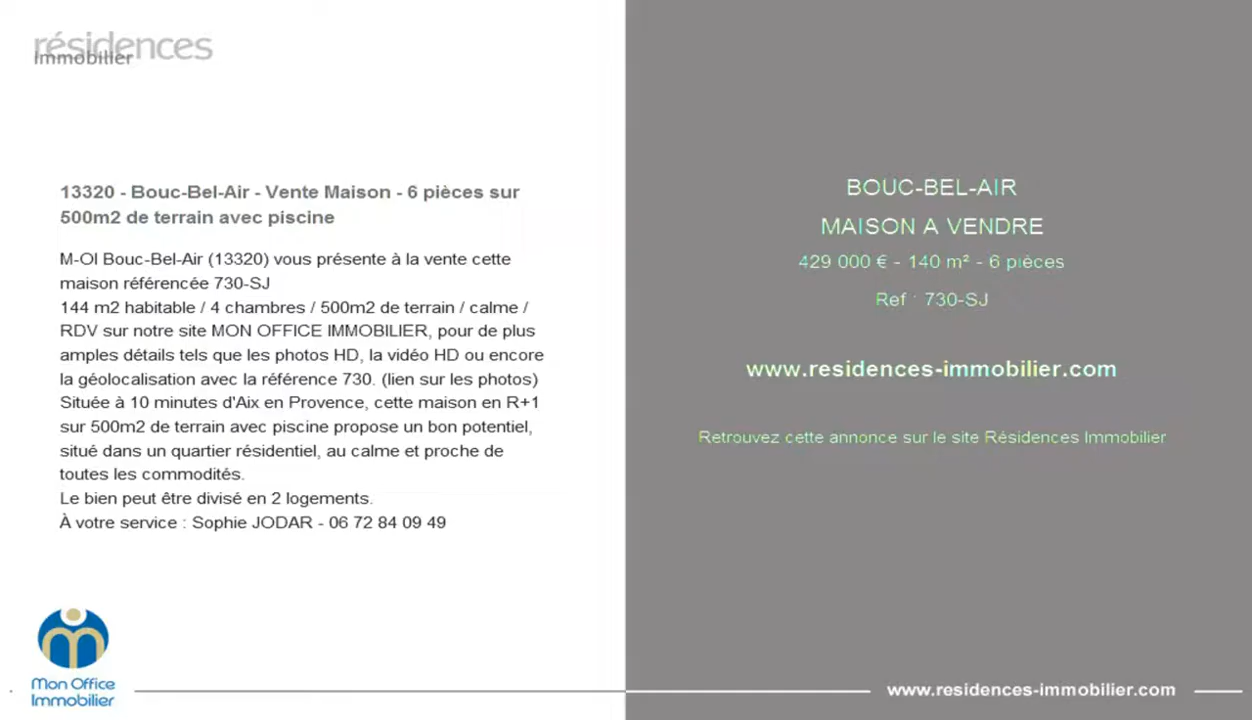 résidences
Immobilier
13320 - Bouc-Bel-Air - Vente Maison - 6 pièces sur
500m2 de terrain avec piscine
M-OI Bouc-Bel-Air (13320) vous présente à la vente cette
maison référencée 730-SJ
144 m2 habitable / 4 chambres / 500m2 de terrain / calme /
RDV sur notre site MON OFFICE IMMOBILIER, pour de plus
amples détails tels que les photos HD, la vidéo HD ou encore
la géolocalisation avec la référence 730. (lien sur les photos)
Située à 10 minutes d'Aix en Provence, cette maison en R+1
sur 500m2 de terrain avec piscine propose un bon potentiel,
situé dans un quartier résidentiel, au calme et proche de
toutes les commodités.
Le bien peut être divisé en 2 logements.
À votre service : Sophie JODAR - 06 72 84 09 49
Mon Office
Immobilier
BOUC-BEL-AIR
MAISON A VENDRE
429 000 € - 140 m² - 6 pièces
Ref : 730-SJ
www.residences-immobilier.com
Retrouvez cette annonce sur le site Résidences Immobilier
www.residences-immobilier.com